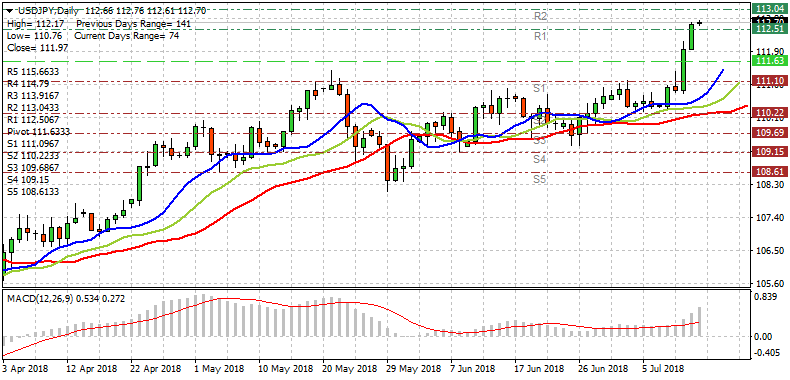 USDJPY,Daily 112.66 112.76 112.61 112.70
High= 112.17 Previous Days Range= 141
Low= 110.76 Current Days Range= 74
Close= 111.97
R5 115.6633
R4 114.79
R3 113.9167
R2 113.0433
R1 112.5067
Pivot 111.6333
S1 111.0967
S2 110.2233
S3 109.6867
S4 109.15
S5 108.6133
R2
R1
S1
S3
S4
S5
113.04
112.70
112.51
111.90
111.63
111.10
110.22
109.69
109.15
108.61
108.30
107.40
106.50
105.60
MACD(12,26,9) 0.534 0.272
0.839
0.00
-0.405
3 Apr 2018
12 Apr 2018
22 Apr 2018
1 May 2018
10 May 2018
20 May 2018
29 May 2018
7 Jun 2018
17 Jun 2018
26 Jun 2018
5 Jul 2018